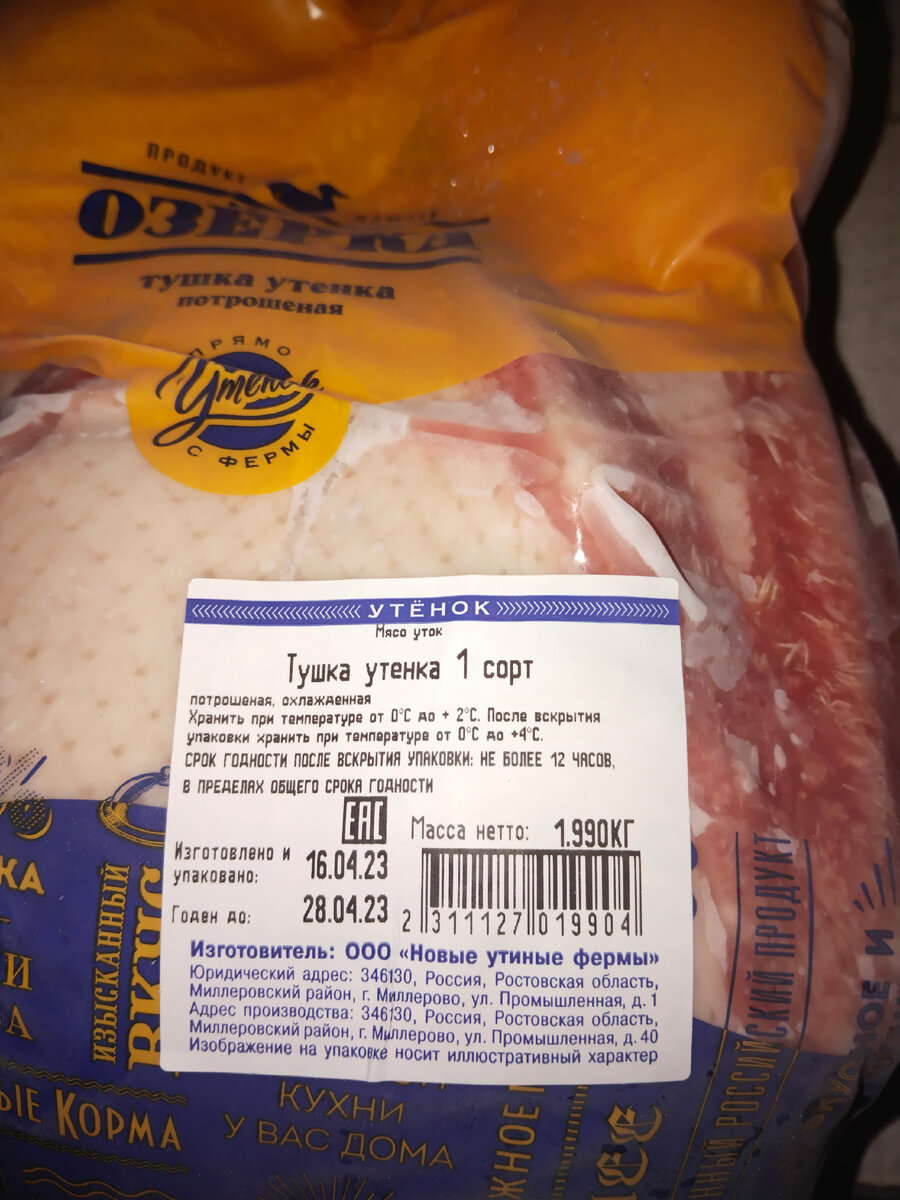 ПРОДУКТ
ОЗЁРКА
тушка утенка
потрошеная
ПРЯМО
Утёнок
С ФЕРМЫ
УТЁНОК
Мясо уток
Тушка утенка 1 сорт
потрошеная, охлажденная
Хранить при температуре от 0°C до + 2°C. После вскрытия
упаковки хранить при температуре от 0°C до +4°C.
СРОК ГОДНОСТИ ПОСЛЕ ВСКРЫТИЯ УПАКОВКИ: НЕ БОЛЕЕ 12 ЧАСОВ,
В ПРЕДЕЛАХ ОБЩЕГО СРОКА ГОДНОСТИ
EAC
Масса нетто: 1.990КГ
Изготовлено и
упаковано: 16.04.23
Годен до: 28.04.23
2 311127 019904
Изготовитель: ООО «Новые утиные фермы»
Юридический адрес: 346130, Россия, Ростовская область,
Миллеровский район, г. Миллерово, ул. Промышленная, д. 1
Адрес производства: 346130, Россия, Ростовская область,
Миллеровский район, г. Миллерово, ул. Промышленная, д. 40
Изображение на упаковке носит иллюстративный характер
ИЗЫСКАННЫЙ
ВКУС
КОРМА
КУХНИ
У ВАС ДОМА
РОССИЙСКИЙ ПРОДУКТ
И